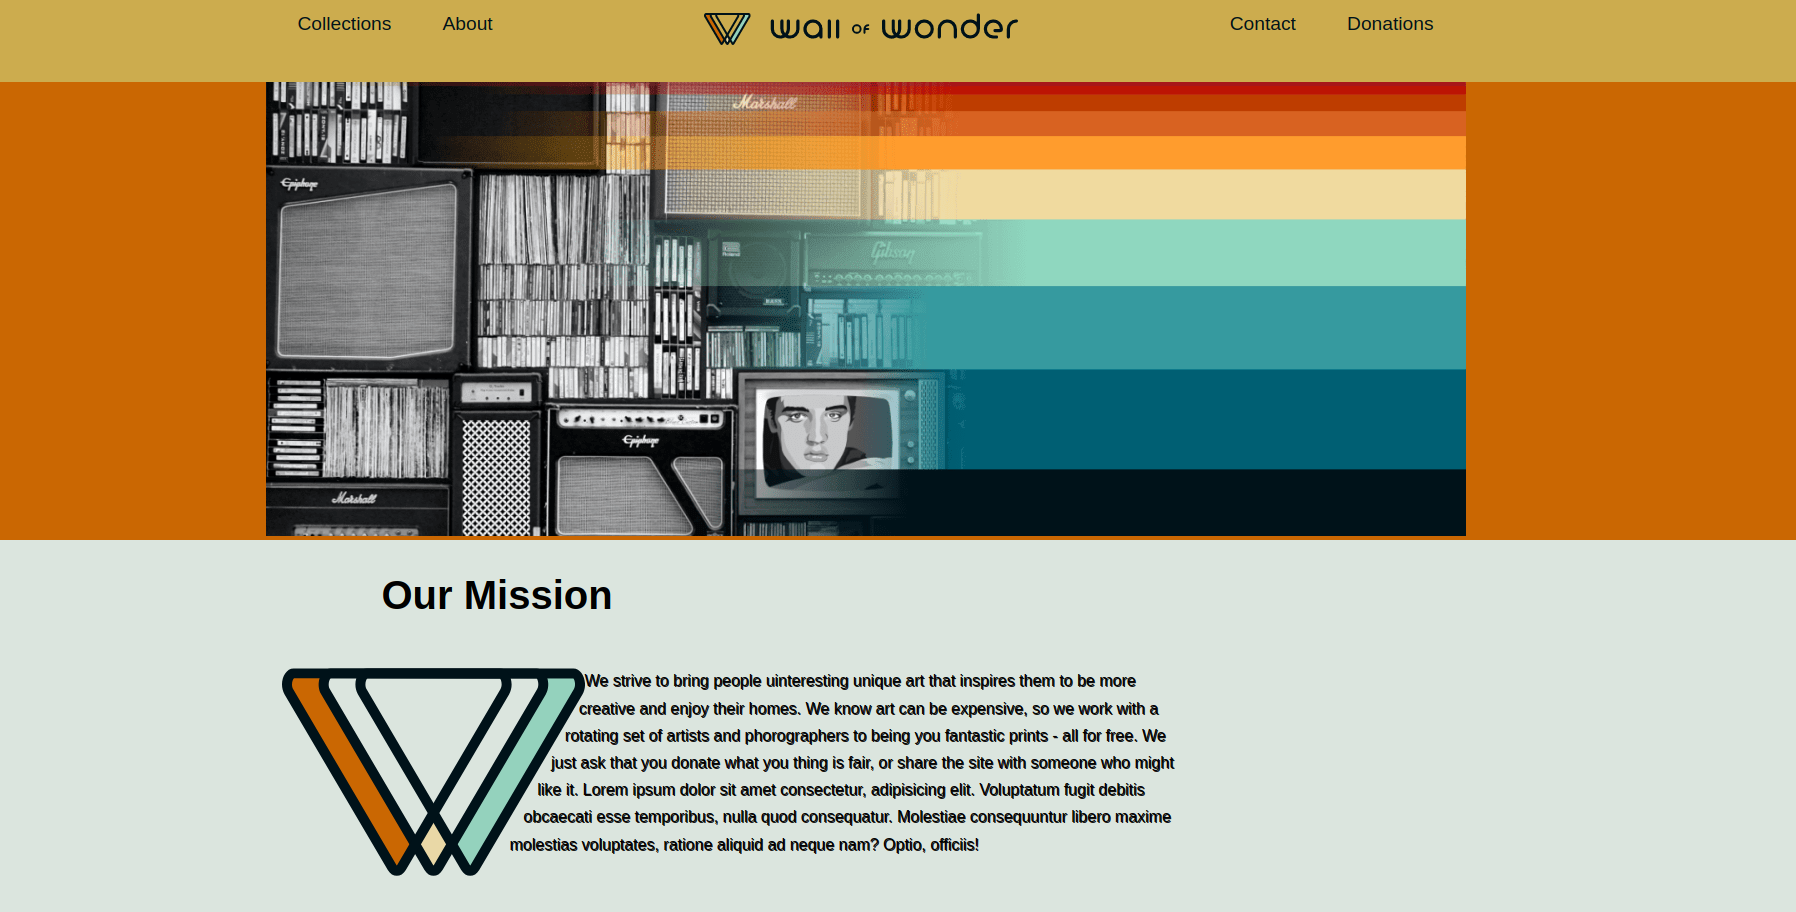 Collections About wall OF wonder Contact Donations
Marshall
Epiphone
Gibson
Epiphone
Marshall
Our Mission
We strive to bring people uinteresting unique art that inspires them to be more
creative and enjoy their homes. We know art can be expensive, so we work with a
rotating set of artists and phorographers to being you fantastic prints - all for free. We
just ask that you donate what you thing is fair, or share the site with someone who might
like it. Lorem ipsum dolor sit amet consectetur, adipisicing elit. Voluptatum fugit debitis
obcaecati esse temporibus, nulla quod consequatur. Molestiae consequuntur libero maxime
molestias voluptates, ratione aliquid ad neque nam? Optio, officiis!